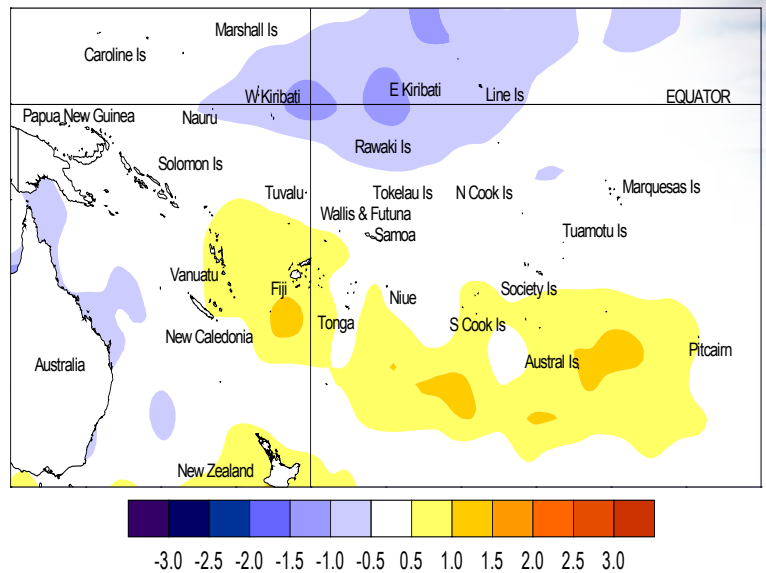 Marshall Is
Caroline Is
W Kiribati
E Kiribati
Line Is
EQUATOR
Papua New Guinea
Nauru
Rawaki Is
Solomon Is
Tuvalu
Tokelau Is
N Cook Is
Marquesas Is
Wallis & Futuna
Samoa
Tuamotu Is
Vanuatu
Fiji
Niue
Society Is
Tonga
S Cook Is
New Caledonia
Pitcairn
Australia
Austral Is
New Zealand
-3.0 -2.5 -2.0 -1.5 -1.0 -0.5 0.5 1.0 1.5 2.0 2.5 3.0